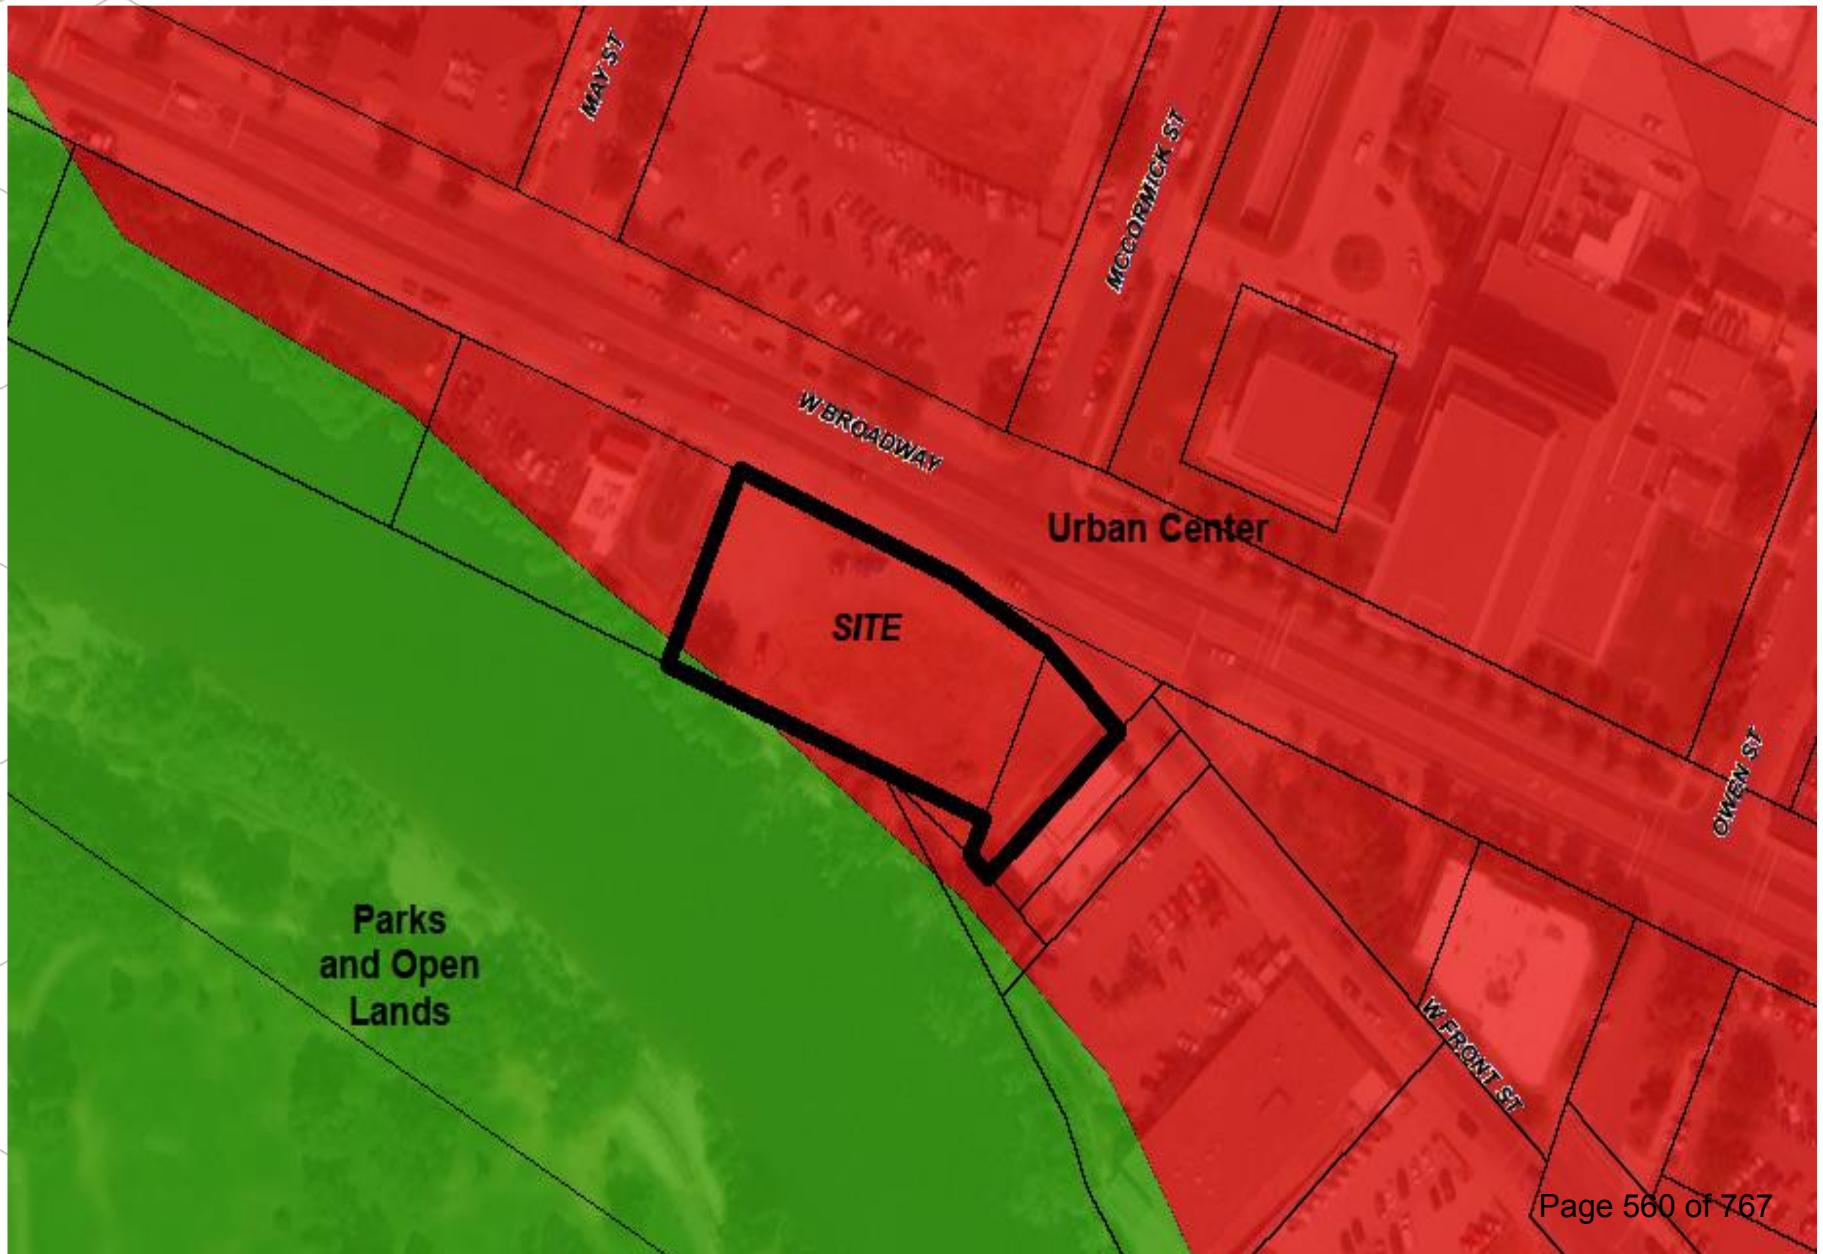 MAY ST
MCCORMICK ST
W BROADWAY
Urban Center
SITE
OWEN ST
Parks
and Open
Lands
W FRONT ST
Page 560 of 767